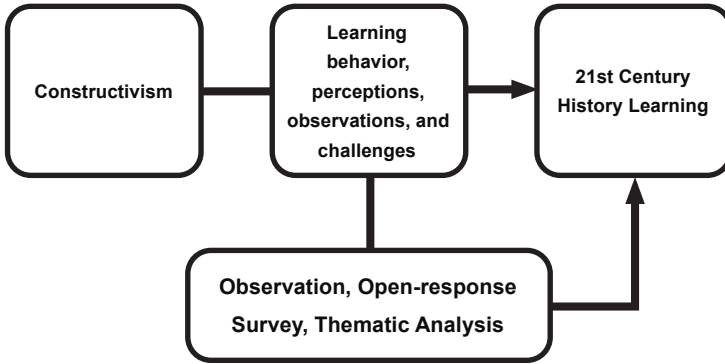 Constructivism
Learning
behavior,
perceptions,
observations, and
challenges
21st Century
History Learning
Observation, Open-response
Survey, Thematic Analysis